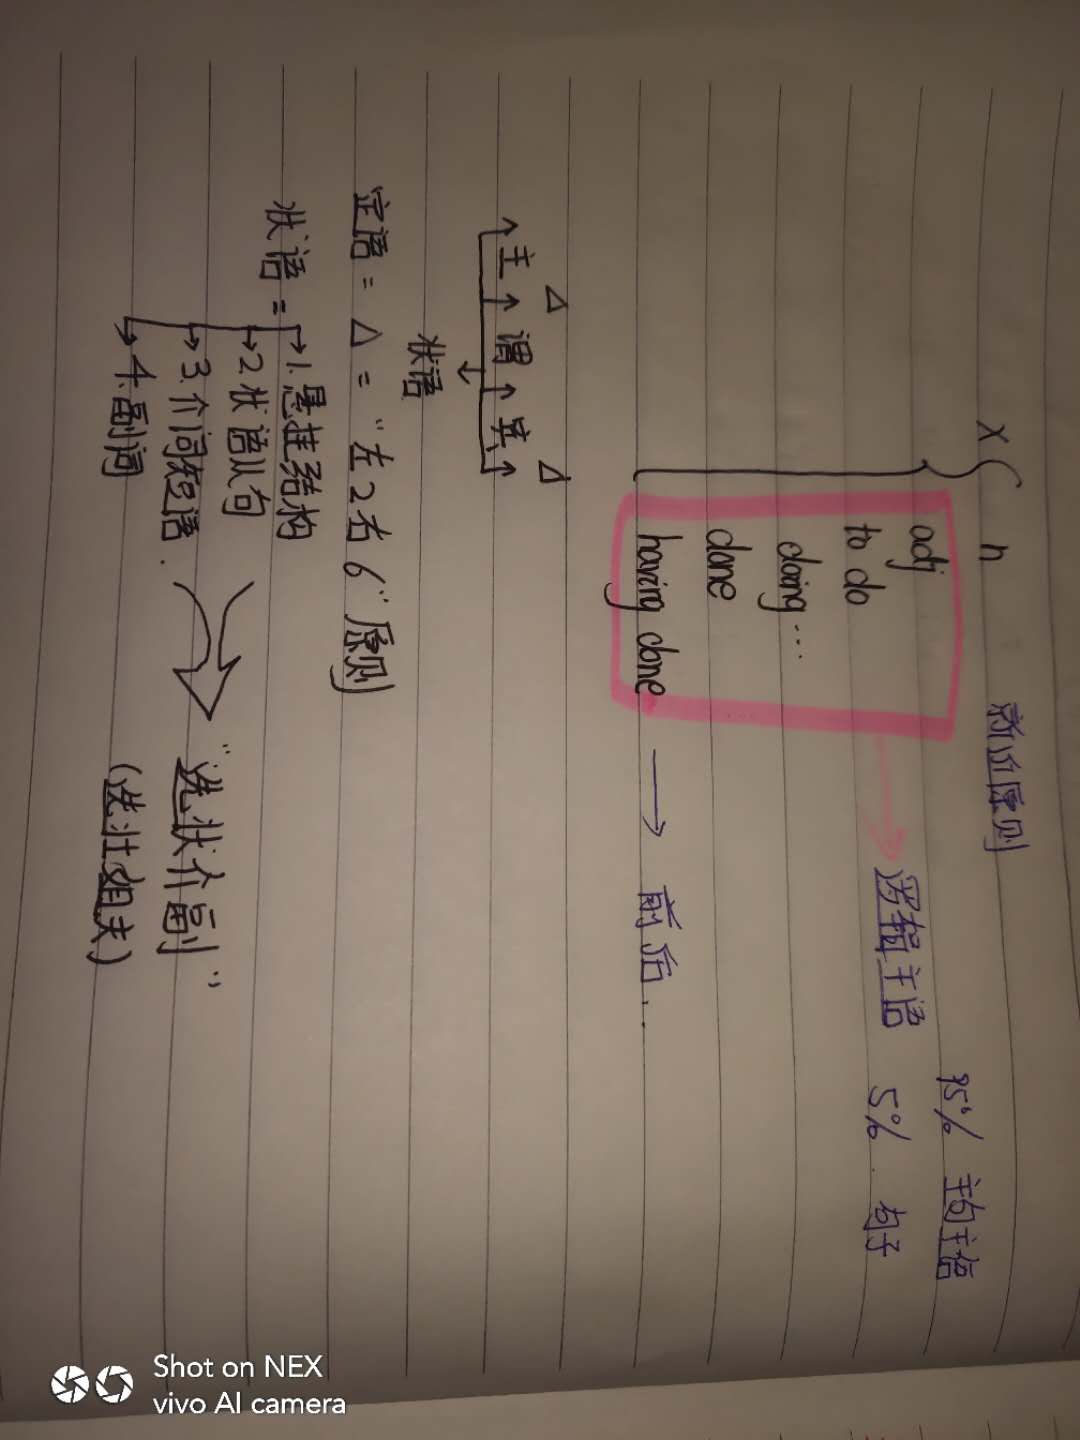 X { n 就近原则
adj 95% 主句主语
to do 逻辑主语 5% 句子
doing...
done
having done → 前后...
△ △
↑主↑谓↑宾↑
状语
定语 = △ = "左2右6"原则
状语 = 1.悬挂结构
2.状语从句
3.介词短语. "选状介副"
4.副词 (选壮姐夫)
Shot on NEX
vivo AI camera